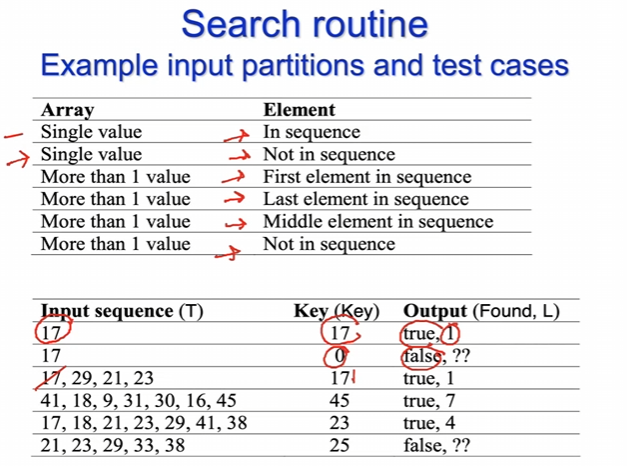 Search routine
Example input partitions and test cases
Array Element
Single value In sequence
Single value Not in sequence
More than 1 value First element in sequence
More than 1 value Last element in sequence
More than 1 value Middle element in sequence
More than 1 value Not in sequence
Input sequence (T) Key (Key) Output (Found, L)
17 17 true, 1
17 0 false, ??
17, 29, 21, 23 17 true, 1
41, 18, 9, 31, 30, 16, 45 45 true, 7
17, 18, 21, 23, 29, 41, 38 23 true, 4
21, 23, 29, 33, 38 25 false, ??